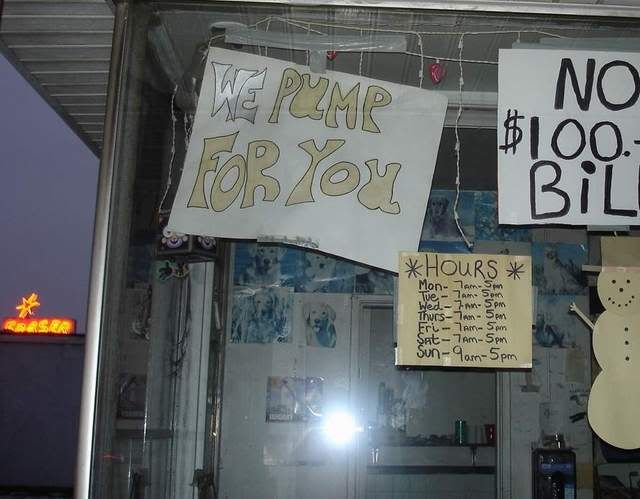 WE PUMP
FOR YOU
NO
$100.-
BiL
* HOURS *
Mon- 7am-5pm
Tue- 7am-5pm
Wed- 7am-5pm
Thurs- 7am-5pm
Fri- 7am-5pm
Sat- 7am-5pm
Sun- 9am-5pm